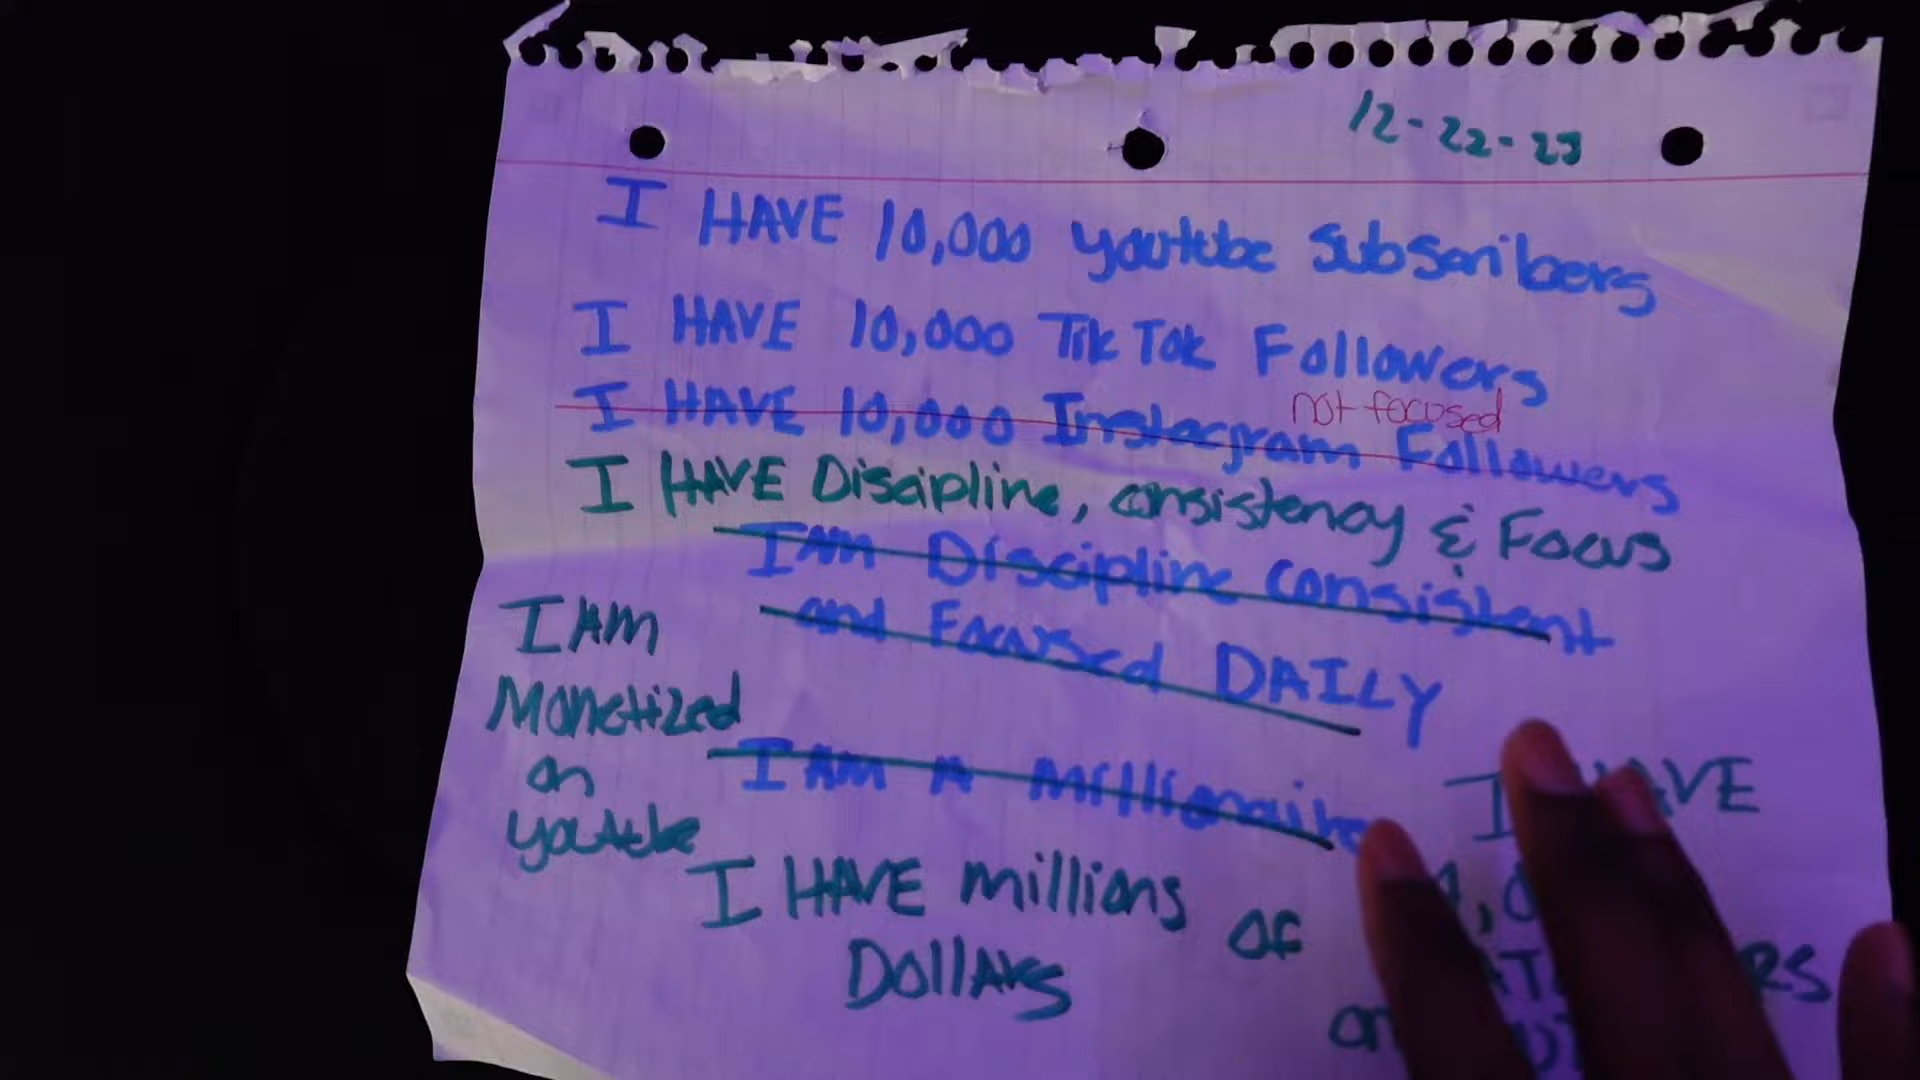 12-22-23
I HAVE 10,000 youtube subscribers
I HAVE 10,000 TikTok Followers
not focused
I HAVE 10,000 Instagram Followers
I HAVE Discipline, consistency & Focus
I AM Discipline consistent
and Focused DAILY
I AM
Monetized
on
youtube
I AM A Millionaire
I HAVE millions of
Dollars
I HAVE